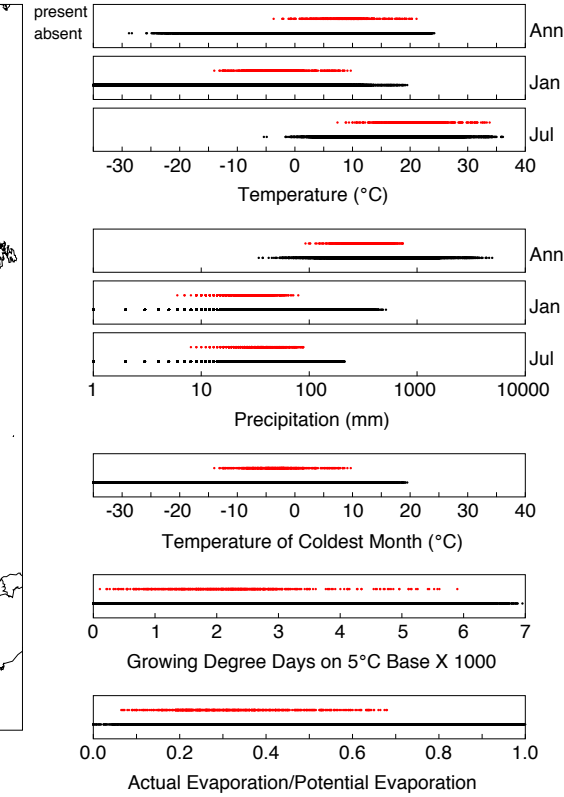 present
absent
Ann
Jan
Jul
-30 -20 -10 0 10 20 30 40
Temperature (°C)
Ann
Jan
Jul
1 10 100 1000 10000
Precipitation (mm)
-30 -20 -10 0 10 20 30 40
Temperature of Coldest Month (°C)
0 1 2 3 4 5 6 7
Growing Degree Days on 5°C Base X 1000
0.0 0.2 0.4 0.6 0.8 1.0
Actual Evaporation/Potential Evaporation